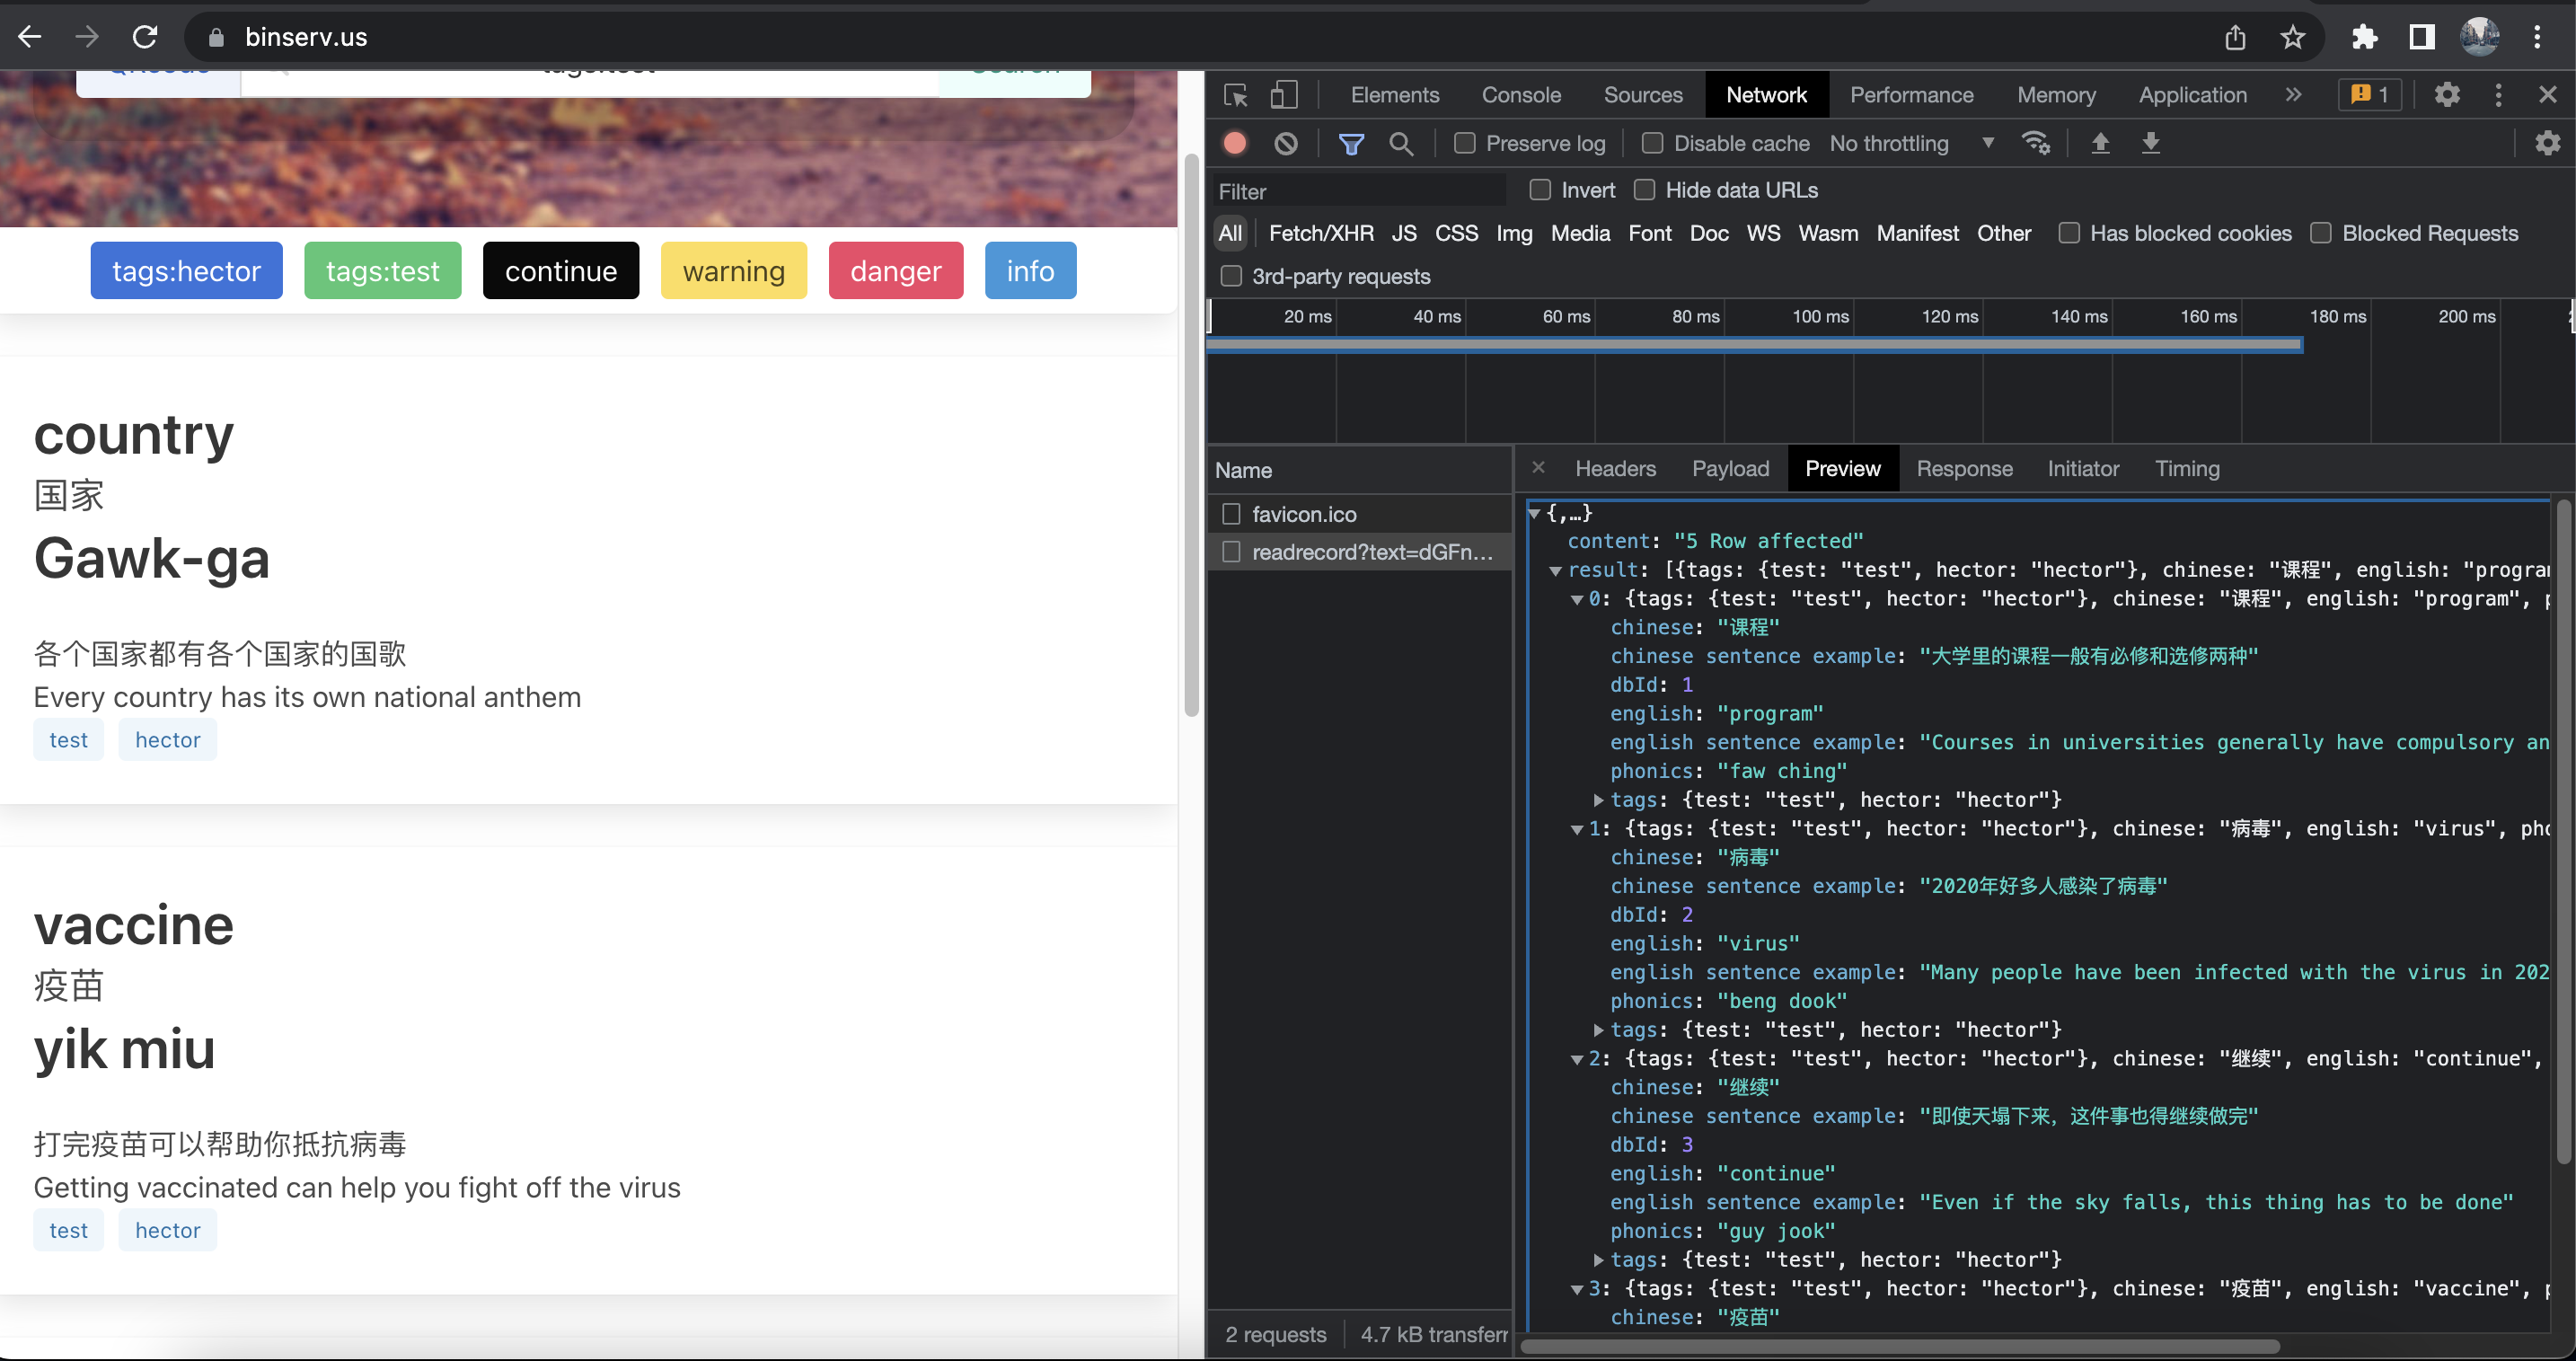 binserv.us
tags:test
tags:hector tags:test continue warning danger info
country
国家
Gawk-ga
各个国家都有各个国家的国歌
Every country has its own national anthem
test hector
vaccine
疫苗
yik miu
打完疫苗可以帮助你抵抗病毒
Getting vaccinated can help you fight off the virus
test hector
Elements Console Sources Network Performance Memory Application » 1
Preserve log Disable cache No throttling
Filter Invert Hide data URLs
All Fetch/XHR JS CSS Img Media Font Doc WS Wasm Manifest Other Has blocked cookies Blocked Requests
3rd-party requests
20 ms 40 ms 60 ms 80 ms 100 ms 120 ms 140 ms 160 ms 180 ms 200 ms
Name
favicon.ico
readrecord?text=dGFn...
2 requests 4.7 kB transferr
Headers Payload Preview Response Initiator Timing
{,…}
content: "5 Row affected"
result: [{tags: {test: "test", hector: "hector"}, chinese: "课程", english: "program
0: {tags: {test: "test", hector: "hector"}, chinese: "课程", english: "program", p
chinese: "课程"
chinese sentence example: "大学里的课程一般有必修和选修两种"
dbId: 1
english: "program"
english sentence example: "Courses in universities generally have compulsory an
phonics: "faw ching"
tags: {test: "test", hector: "hector"}
1: {tags: {test: "test", hector: "hector"}, chinese: "病毒", english: "virus", pho
chinese: "病毒"
chinese sentence example: "2020年好多人感染了病毒"
dbId: 2
english: "virus"
english sentence example: "Many people have been infected with the virus in 202
phonics: "beng dook"
tags: {test: "test", hector: "hector"}
2: {tags: {test: "test", hector: "hector"}, chinese: "继续", english: "continue",
chinese: "继续"
chinese sentence example: "即使天塌下来，这件事也得继续做完"
dbId: 3
english: "continue"
english sentence example: "Even if the sky falls, this thing has to be done"
phonics: "guy jook"
tags: {test: "test", hector: "hector"}
3: {tags: {test: "test", hector: "hector"}, chinese: "疫苗", english: "vaccine", p
chinese: "疫苗"